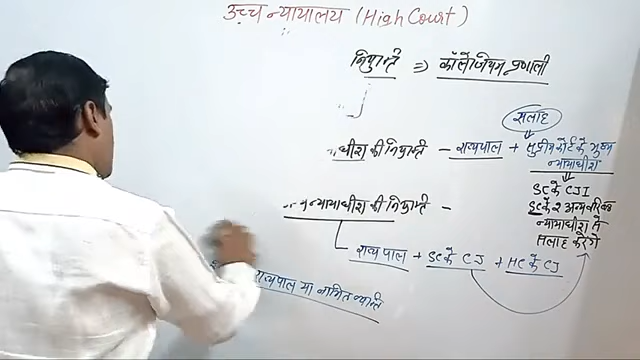 उच्च न्यायालय (High Court)
नियुक्ति ⇒ कॉलेजियम प्रणाली
सलाह
धीश की नियुक्ति - राज्यपाल + सुप्रीम कोर्ट के मुख्य
न्यायाधीश
SC के CJI
SC के 2 अन्य वरिष्ठ
न्यायाधीश से
सलाह करेंगे
न्यायाधीश की नियुक्ति -
राज्यपाल + SC के CJ + HC के CJ
राज्यपाल या नामित व्यक्ति